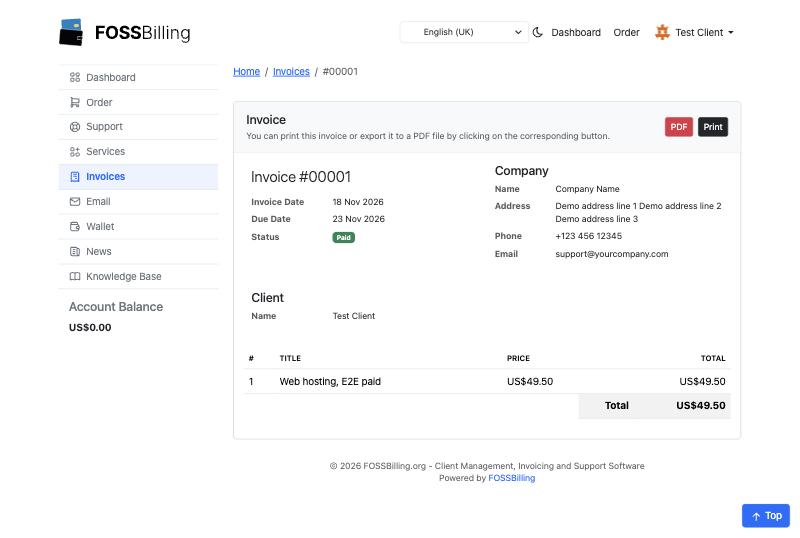 FOSSBilling
English (UK)
Dashboard
Order
Test Client
Dashboard
Order
Support
Services
Invoices
Email
Wallet
News
Knowledge Base
Account Balance
US$0.00
Home / Invoices / #00001
Invoice
You can print this invoice or export it to a PDF file by clicking on the corresponding button.
PDF
Print
Invoice #00001
Invoice Date 18 Nov 2026
Due Date 23 Nov 2026
Status Paid
Company
Name Company Name
Address Demo address line 1 Demo address line 2
Demo address line 3
Phone +123 456 12345
Email support@yourcompany.com
Client
Name Test Client
# TITLE PRICE TOTAL
1 Web hosting, E2E paid US$49.50 US$49.50
Total US$49.50
© 2026 FOSSBilling.org - Client Management, Invoicing and Support Software
Powered by FOSSBilling
Top